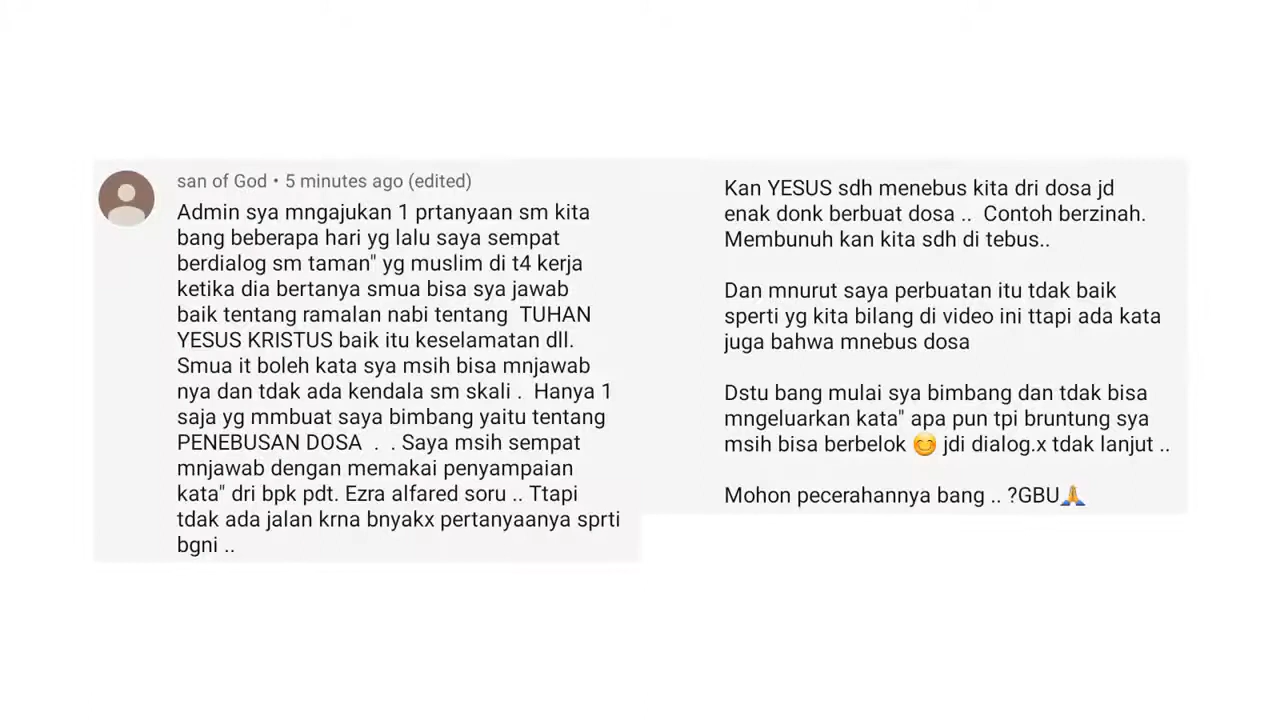 san of God • 5 minutes ago (edited)
Admin sya mngajukan 1 prtanyaan sm kita
bang beberapa hari yg lalu saya sempat
berdialog sm taman" yg muslim di t4 kerja
ketika dia bertanya smua bisa sya jawab
baik tentang ramalan nabi tentang  TUHAN
YESUS KRISTUS baik itu keselamatan dll.
Smua it boleh kata sya msih bisa mnjawab
nya dan tdak ada kendala sm skali .  Hanya 1
saja yg mmbuat saya bimbang yaitu tentang
PENEBUSAN DOSA  .  . Saya msih sempat
mnjawab dengan memakai penyampaian
kata" dri bpk pdt. Ezra alfared soru .. Ttapi
tdak ada jalan krna bnyakx pertanyaanya sprti
bgni ..
Kan YESUS sdh menebus kita dri dosa jd
enak donk berbuat dosa ..  Contoh berzinah.
Membunuh kan kita sdh di tebus..
Dan mnurut saya perbuatan itu tdak baik
sperti yg kita bilang di video ini ttapi ada kata
juga bahwa mnebus dosa
Dstu bang mulai sya bimbang dan tdak bisa
mngeluarkan kata" apa pun tpi bruntung sya
msih bisa berbelok 😊 jdi dialog.x tdak lanjut ..
Mohon pecerahannya bang .. ?GBU🙏